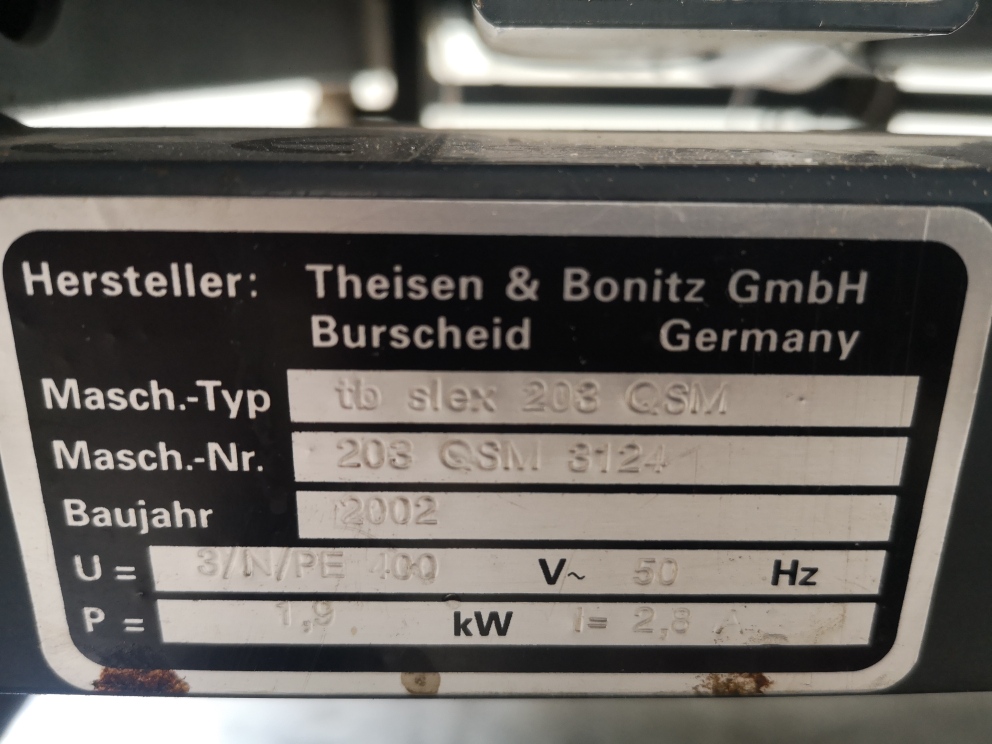 Hersteller: Theisen & Bonitz GmbH
Burscheid Germany
Masch.-Typ tb slex 203 QSM
Masch.-Nr. 203 QSM 3124
Baujahr 2002
U = 3/N/PE 400 V~ 50 Hz
P = 1,9 kW I= 2,8 A